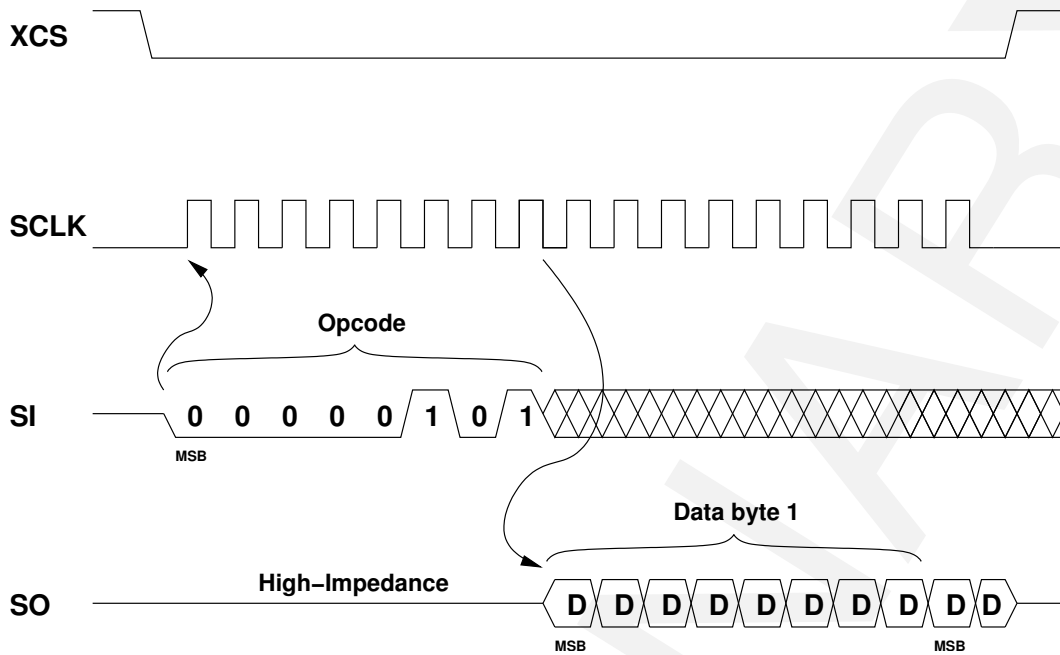 XCS
SCLK
Opcode
SI 0 0 0 0 0 1 0 1
MSB
Data byte 1
High−Impedance
SO D D D D D D D D D D
MSB MSB